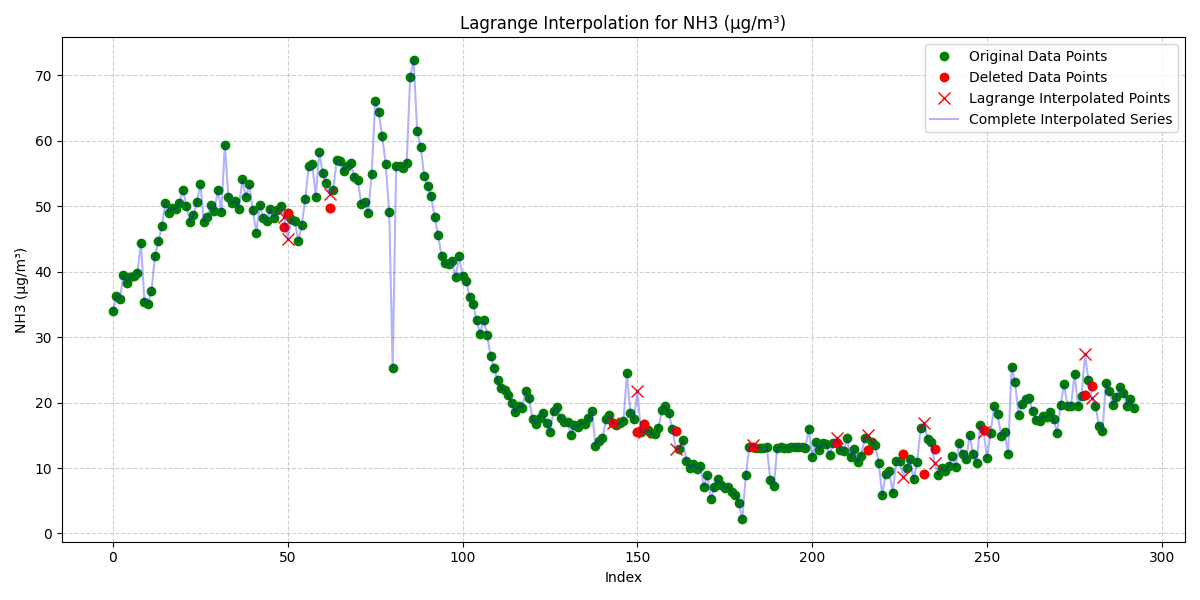 Lagrange Interpolation for NH3 (µg/m³)
Original Data Points
Deleted Data Points
Lagrange Interpolated Points
Complete Interpolated Series
NH3 (µg/m³)
70
60
50
40
30
20
10
0
0 50 100 150 200 250 300
Index